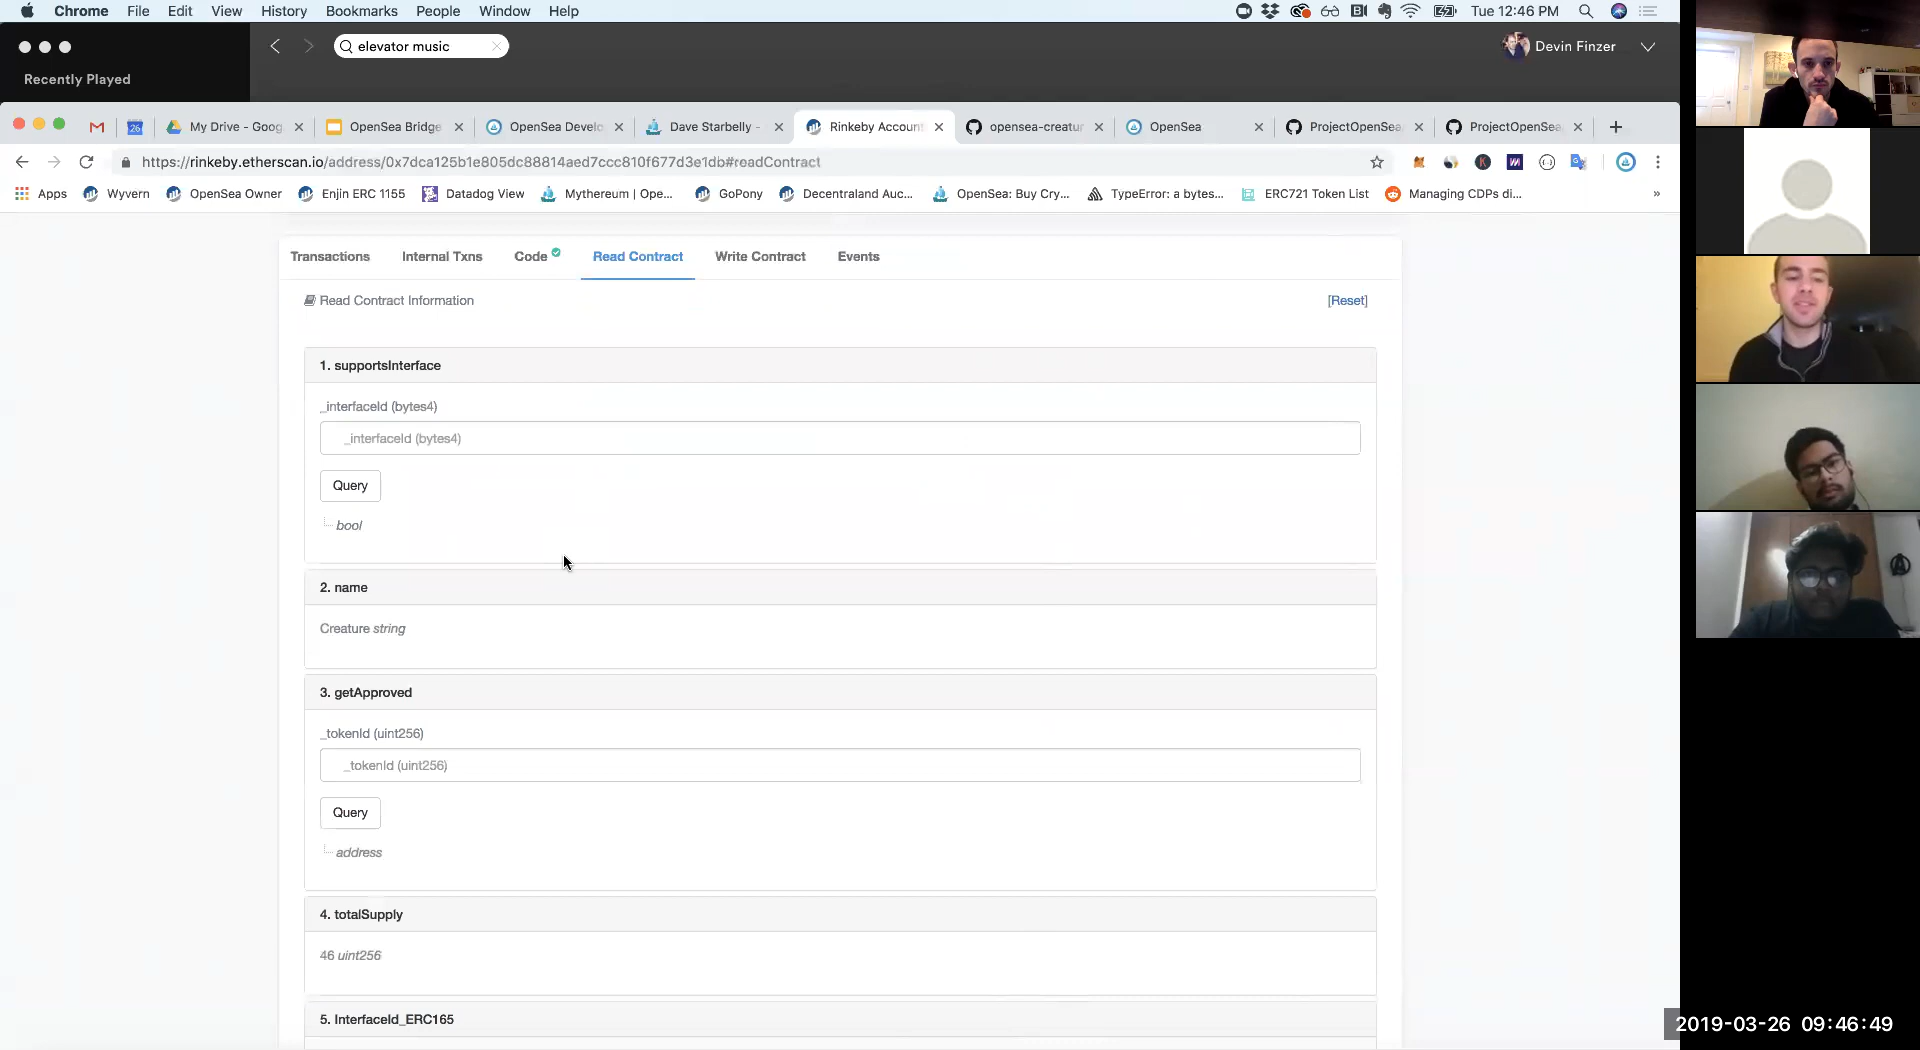 Chrome File Edit View History Bookmarks People Window Help Tue 12:46 PM
elevator music
Devin Finzer
Recently Played
26 My Drive - Goog OpenSea Bridge OpenSea Develo Dave Starbelly - Rinkeby Account opensea-creatur OpenSea ProjectOpenSea ProjectOpenSea
https://rinkeby.etherscan.io/address/0x7dca125b1e805dc88814aed7ccc810f677d3e1db#readContract
Apps Wyvern OpenSea Owner Enjin ERC 1155 Datadog View Mythereum | Ope... GoPony Decentraland Auc... OpenSea: Buy Cry... TypeError: a bytes... ERC721 Token List Managing CDPs di... »
Transactions Internal Txns Code Read Contract Write Contract Events
Read Contract Information [Reset]
1. supportsInterface
_interfaceId (bytes4)
_interfaceId (bytes4)
Query
bool
2. name
Creature string
3. getApproved
_tokenId (uint256)
_tokenId (uint256)
Query
address
4. totalSupply
46 uint256
5. InterfaceId_ERC165
2019-03-26 09:46:49